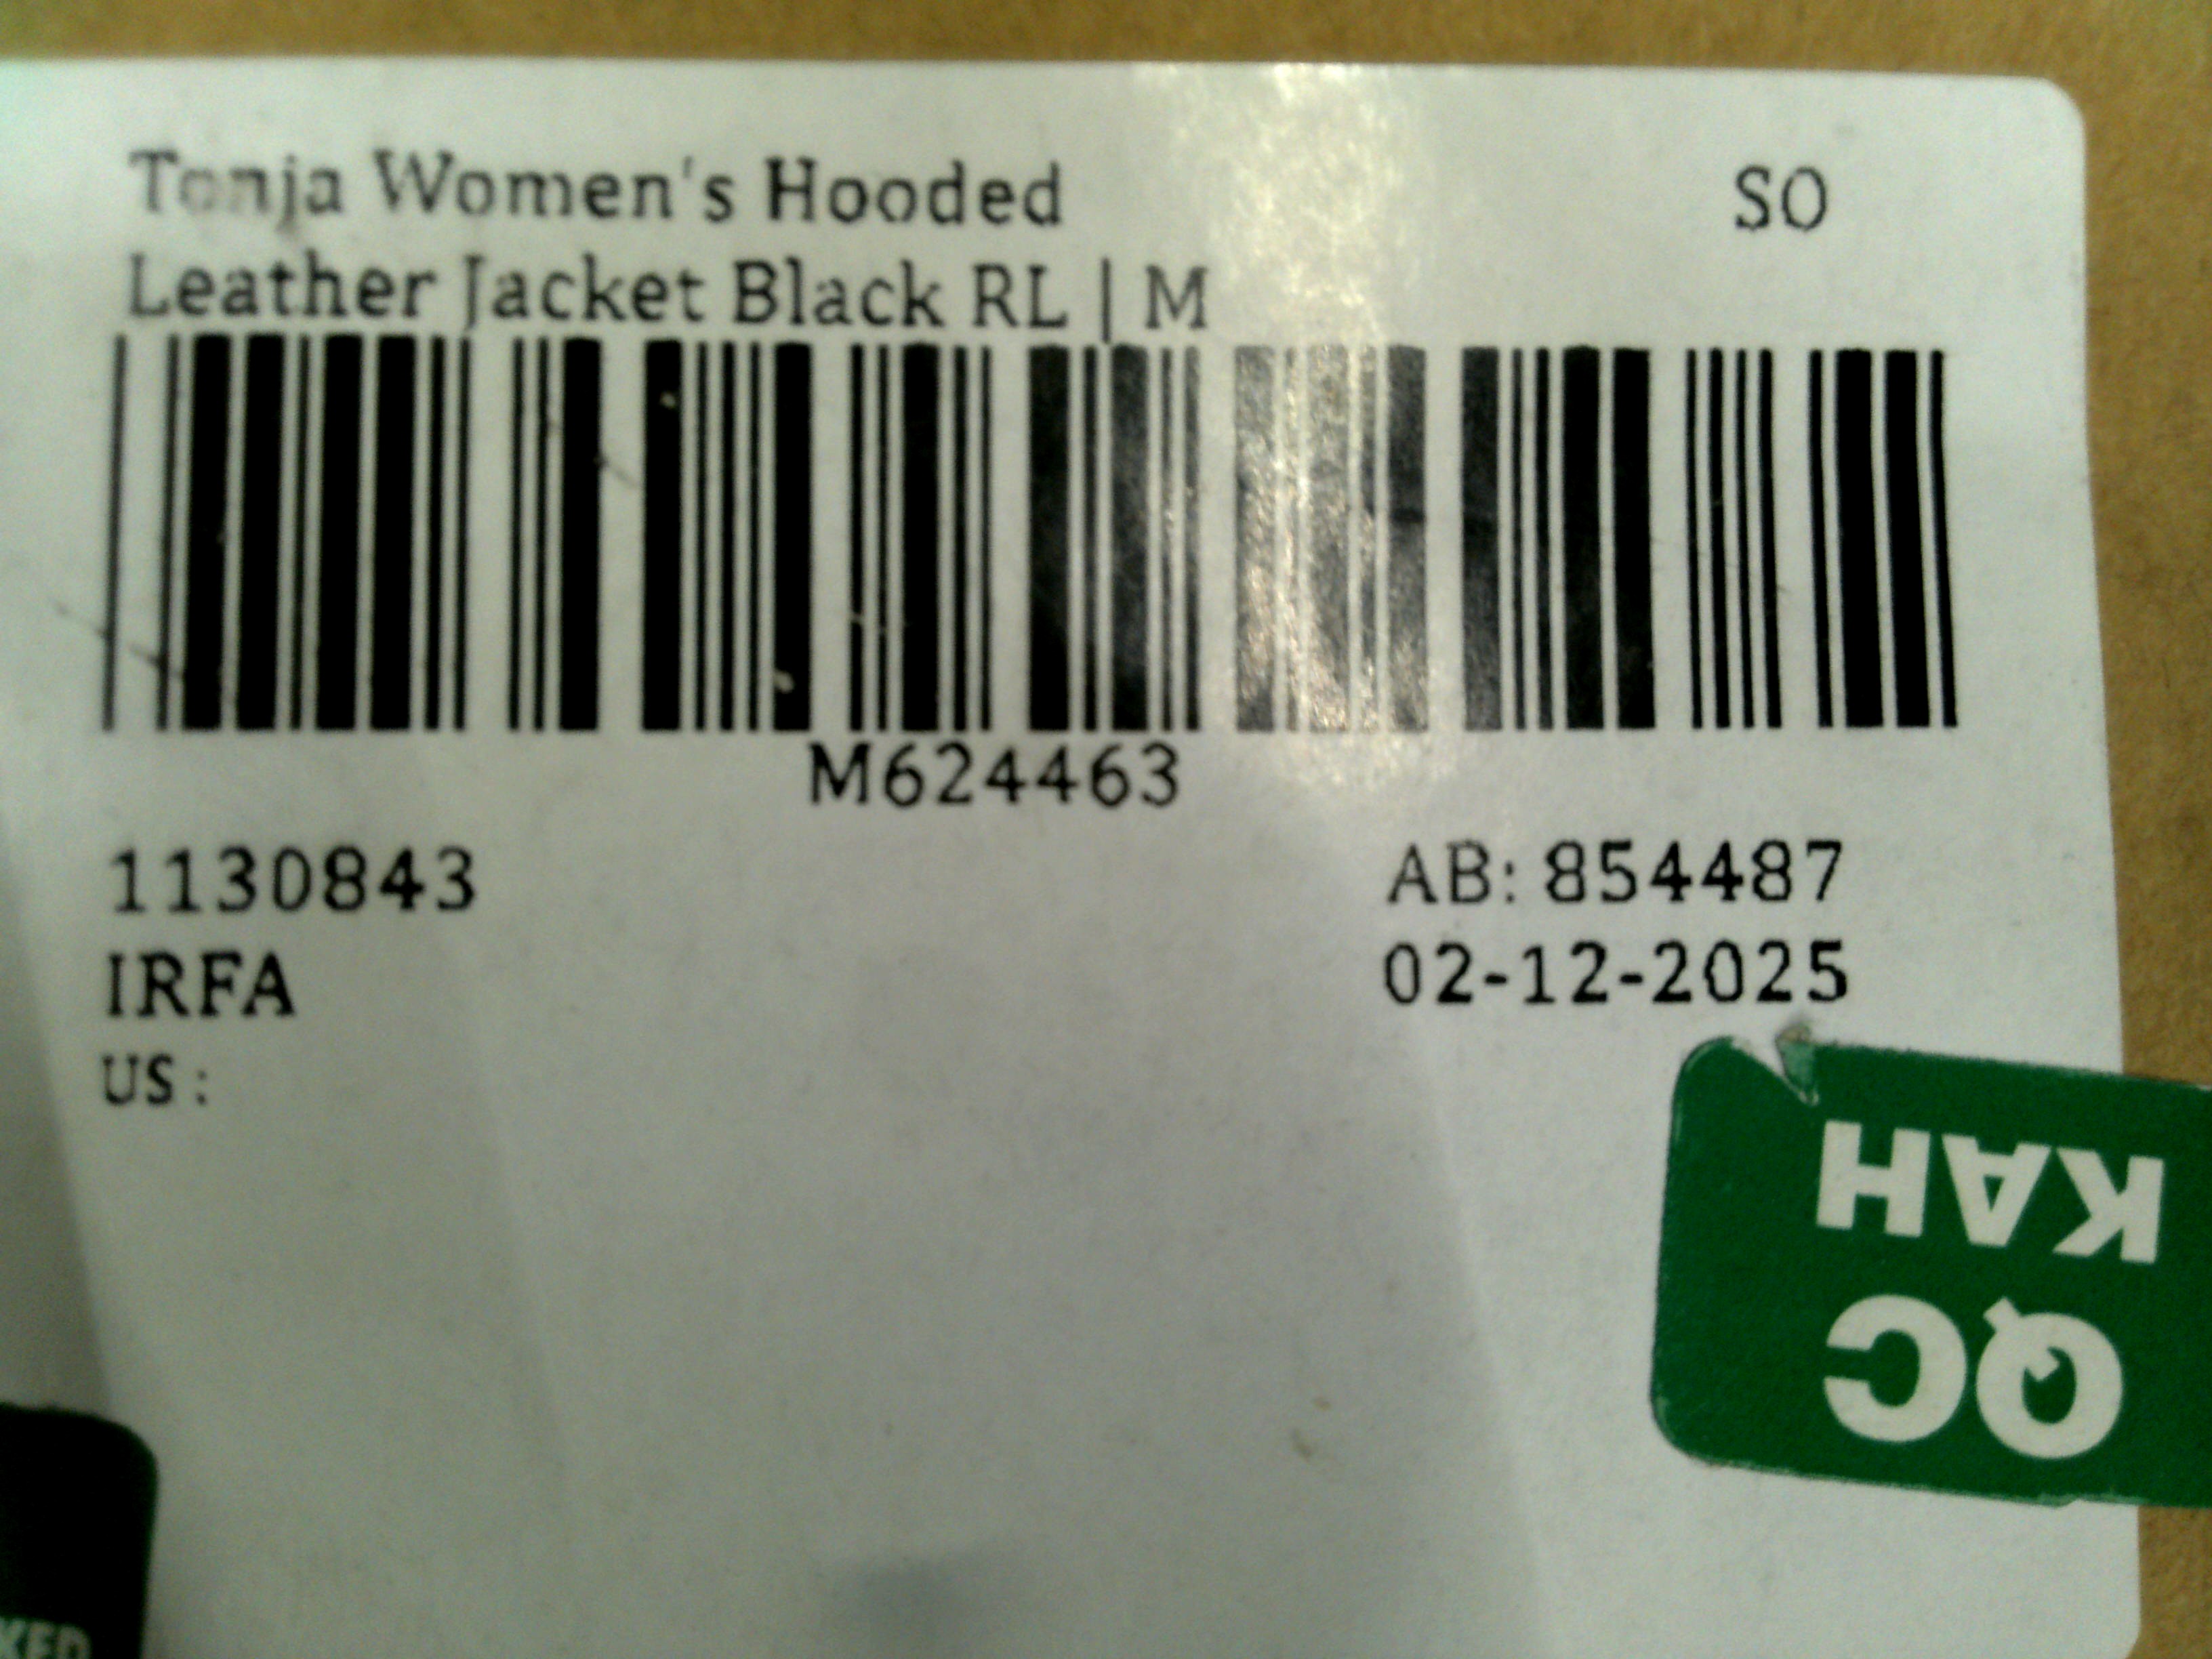 Tonja Women's Hooded
Leather Jacket Black RL | M
SO
M624463
1130843
AB: 854487
IRFA
02-12-2025
US :
QC
KAH